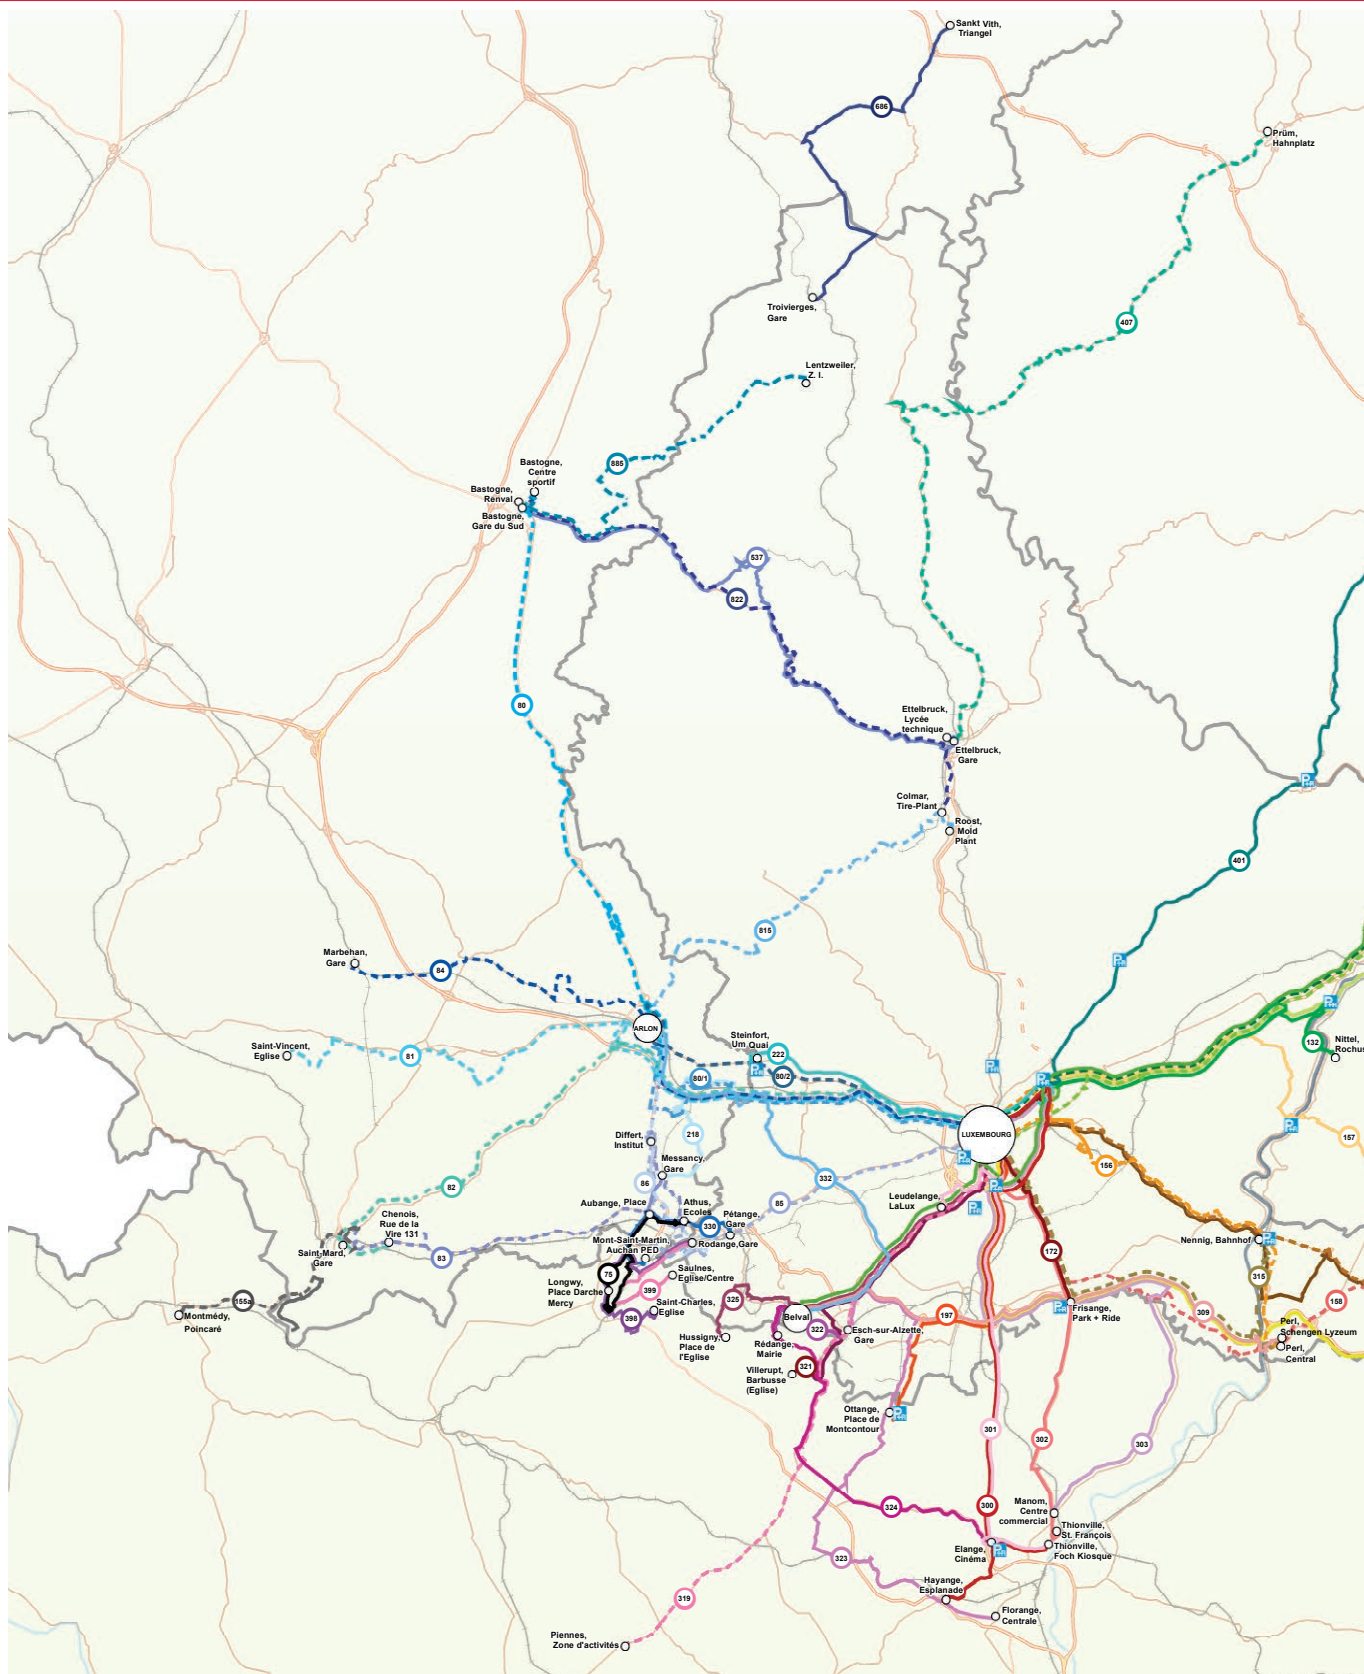 Sankt Vith,
Triangel
686
Prüm,
Hahnplatz
Troivierges,
Gare
407
Lentzweiler,
Z. I.
885
Bastogne,
Centre
sportif
Bastogne,
Renval
Bastogne,
Gare du Sud
537
822
80
Ettelbruck,
Lycée
technique
Ettelbruck,
Gare
Colmar,
Tire-Plant
Roost,
Mold
Plant
401
815
Marbehan,
Gare
84
ARLON
Saint-Vincent,
Eglise
81
Steinfort,
Um Quai
222
80/1
80/2
132
Nittel,
Rochus
LUXEMBOURG
Differt,
Institut
218
157
Messancy,
Gare
156
86
332
82
85
Leudelange,
LaLux
Aubange, Place
Athus,
Ecoles
Chenois,
Rue de la
Vire 131
330
Pétange,
Gare
Mont-Saint-Martin,
Auchan PED
Rodange,Gare
Saint-Mard,
Gare
83
172
Nennig, Bahnhof
Saulnes,
Eglise/Centre
75
Longwy,
Place Darche
Mercy
399
315
155a
325
158
Saint-Charles,
Eglise
Montmédy,
Poincaré
398
Belval
197
Frisange,
Park + Ride
309
322
Esch-sur-Alzette,
Gare
Perl,
Schengen Lyzeum
Perl,
Central
Hussigny,
Place de
l'Eglise
Rédange,
Mairie
321
Villerupt,
Barbusse
(Eglise)
Ottange,
Place de
Montcontour
301
302
303
324
300
Manom,
Centre
commercial
Thionville,
St. François
Thionville,
Foch Kiosque
Elange,
Cinéma
323
Hayange,
Esplanade
319
Florange,
Centrale
Piennes,
Zone d'activités